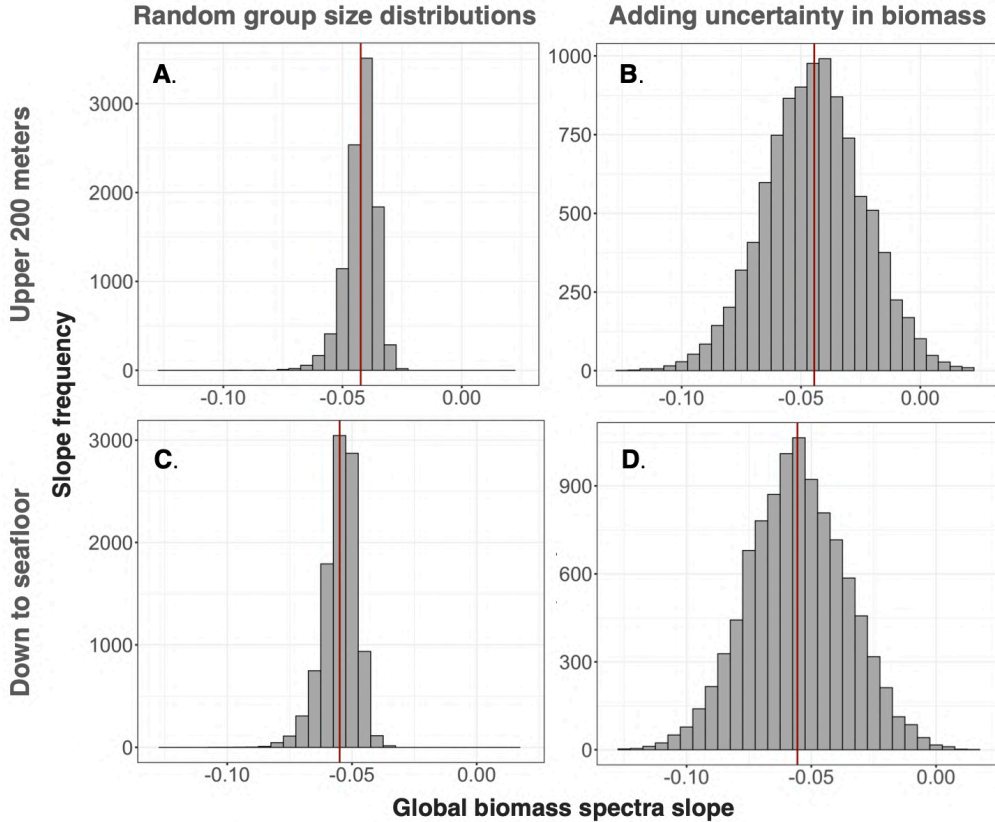 Random group size distributions
Adding uncertainty in biomass
Upper 200 meters
Down to seafloor
Slope frequency
A.
3000
2000
1000
0
-0.10
-0.05
0.00
B.
1000
750
500
250
0
-0.10
-0.05
0.00
C.
3000
2000
1000
0
-0.10
-0.05
0.00
D.
900
600
300
0
-0.10
-0.05
0.00
Global biomass spectra slope